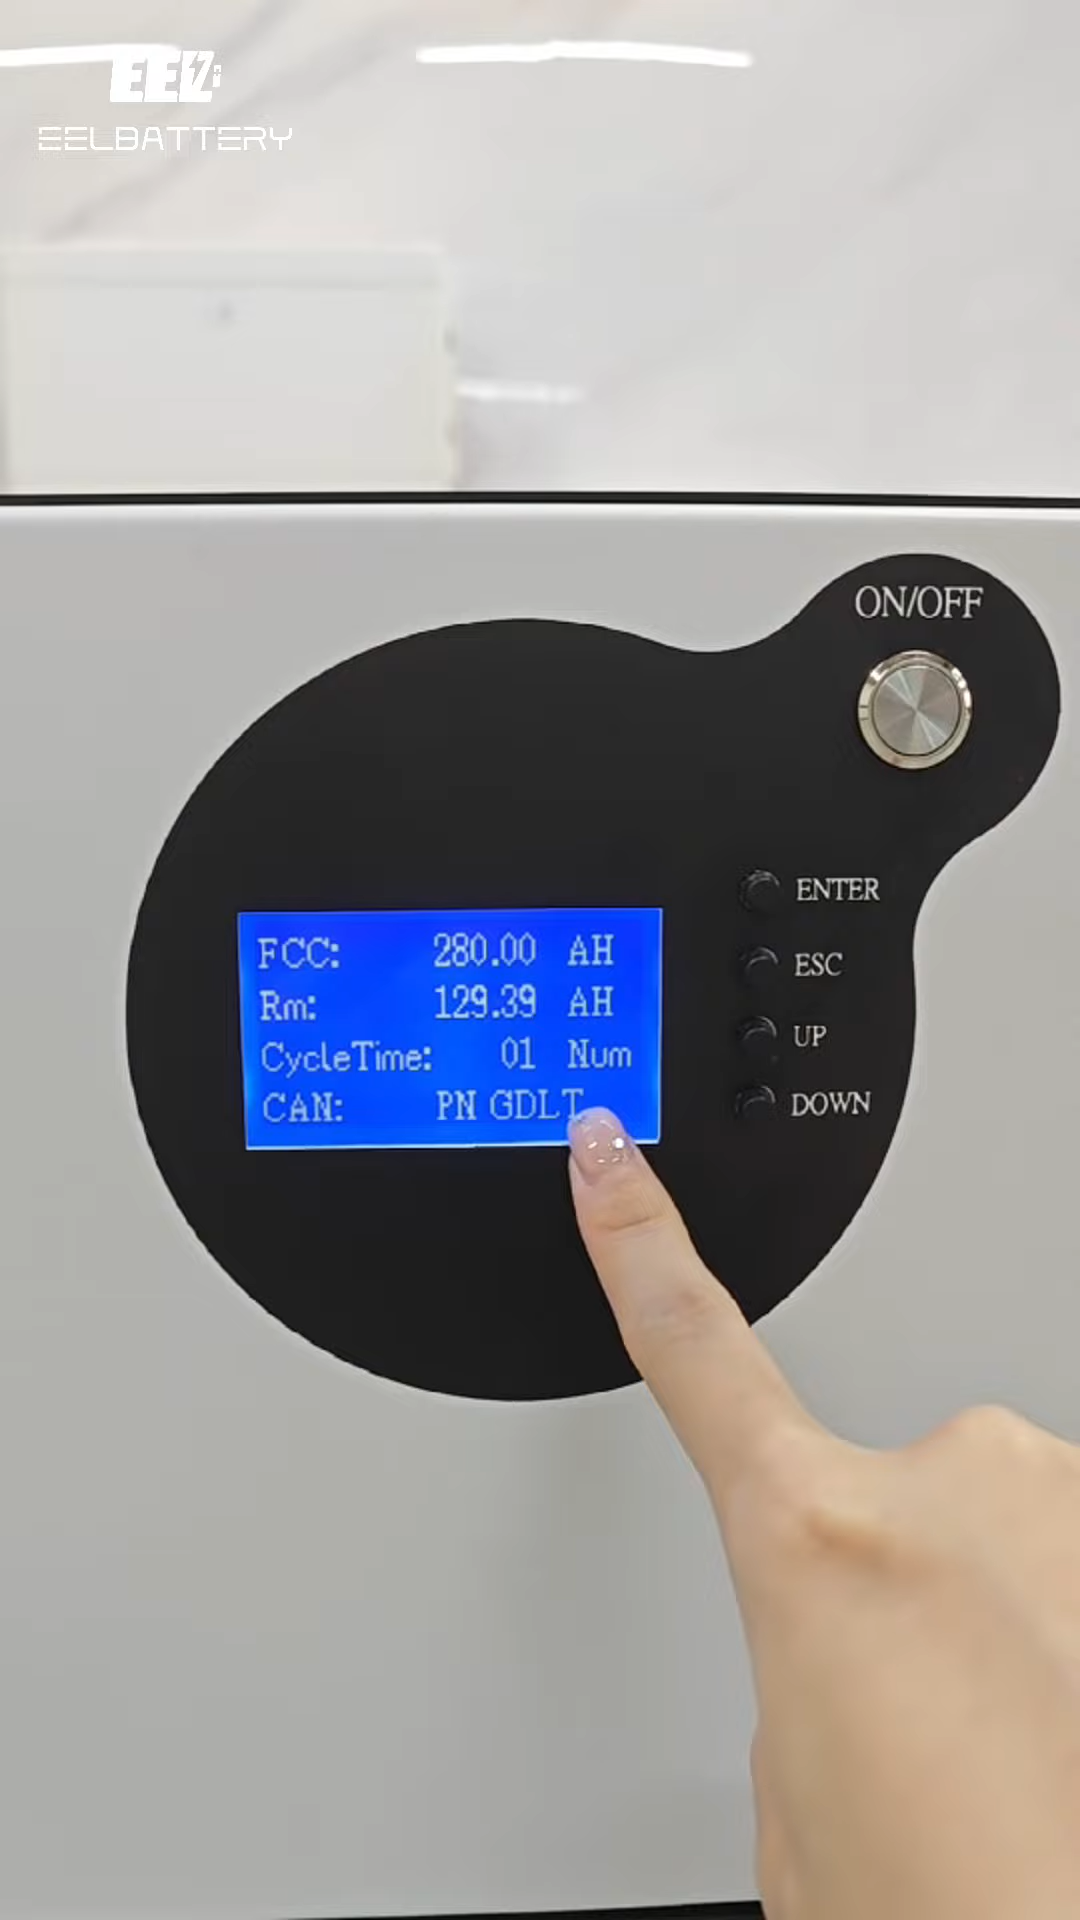 EEL
EELBATTERY
ON/OFF
ENTER
ESC
UP
DOWN
FCC: 280.00 AH
Rm: 129.39 AH
CycleTime: 01 Num
CAN: PN GDLT